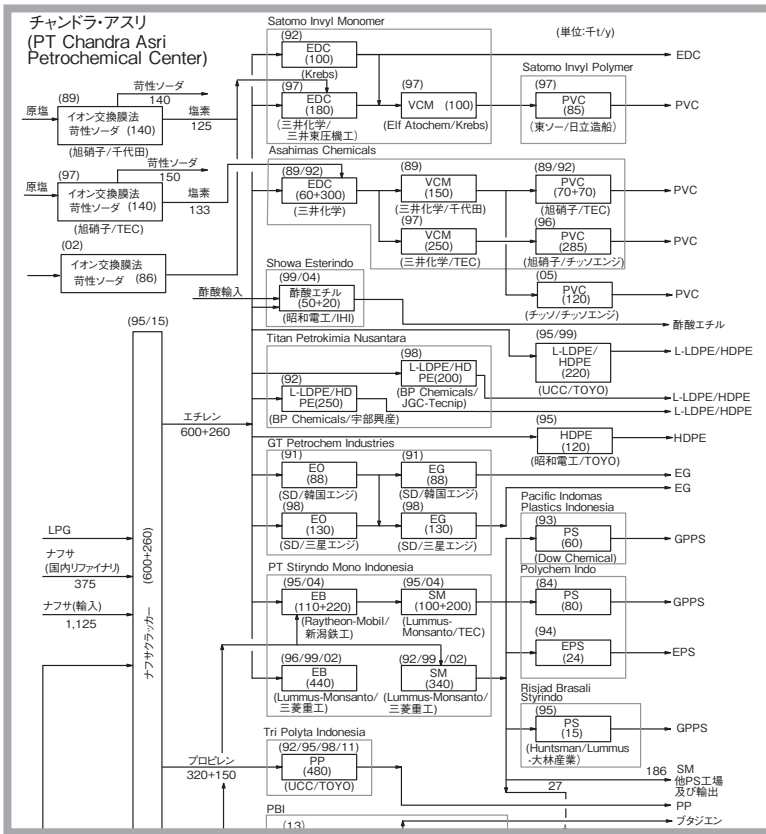 チャンドラ・アスリ
(PT Chandra Asri
Petrochemical Center)
(単位:千t/y)
Satomo Invyl Monomer
(92)
EDC
(100)
(Krebs)
EDC
(97)
EDC
(180)
(三井化学/
三井東圧機工)
(97)
VCM (100)
(Elf Atochem/Krebs)
Satomo Invyl Polymer
(97)
PVC
(85)
(東ソー/日立造船)
PVC
(89)
原塩
イオン交換膜法
苛性ソーダ (140)
(旭硝子/千代田)
苛性ソーダ
140
塩素
125
(97)
原塩
イオン交換膜法
苛性ソーダ (140)
(旭硝子/TEC)
苛性ソーダ
150
塩素
133
(02)
イオン交換膜法
苛性ソーダ (86)
Asahimas Chemicals
(89/92)
EDC
(60+300)
(三井化学)
(89)
VCM
(150)
(三井化学/千代田)
(89/92)
PVC
(70+70)
(旭硝子/TEC)
PVC
(97)
VCM
(250)
(三井化学/TEC)
(96)
PVC
(285)
(旭硝子/チッソエンジ)
PVC
(05)
PVC
(120)
(チッソ/チッソエンジ)
PVC
Showa Esterindo
(99/04)
酢酸輸入
酢酸エチル
(50+20)
(昭和電工/IHI)
酢酸エチル
(95/99)
L-LDPE/
HDPE
(220)
(UCC/TOYO)
L-LDPE/HDPE
Titan Petrokimia Nusantara
(98)
L-LDPE/HD
PE(200)
(BP Chemicals/
JGC-Tecnip)
L-LDPE/HDPE
(92)
L-LDPE/HD
PE(250)
(BP Chemicals/宇部興産)
L-LDPE/HDPE
(95)
HDPE
(120)
(昭和電工/TOYO)
HDPE
(95/15)
(600+260)
ナフサクラッカー
エチレン
600+260
LPG
ナフサ
(国内リファイナリ)
375
ナフサ(輸入)
1,125
GT Petrochem Industries
(91)
EO
(88)
(SD/韓国エンジ)
(91)
EG
(88)
(SD/韓国エンジ)
EG
EG
(98)
EO
(130)
(SD/三星エンジ)
(98)
EG
(130)
(SD/三星エンジ)
Pacific Indomas
Plastics Indonesia
(93)
PS
(60)
(Dow Chemical)
GPPS
PT Stiryndo Mono Indonesia
(95/04)
EB
(110+220)
(Raytheon-Mobil/
新潟鉄工)
(95/04)
SM
(100+200)
(Lummus-
Monsanto/TEC)
Polychem Indo
(84)
PS
(80)
GPPS
(94)
EPS
(24)
EPS
(96/99/02)
EB
(440)
(Lummus-Monsanto/
三菱重工)
(92/99/02)
SM
(340)
(Lummus-Monsanto/
三菱重工)
Risjad Brasali
Styrindo
(95)
PS
(15)
(Huntsman/Lummus
-大林産業)
GPPS
186 SM
他PS工場
及び輸出
27
プロピレン
320+150
Tri Polyta Indonesia
(92/95/98/11)
PP
(480)
(UCC/TOYO)
PP
PBI
(13)
ブタジエン